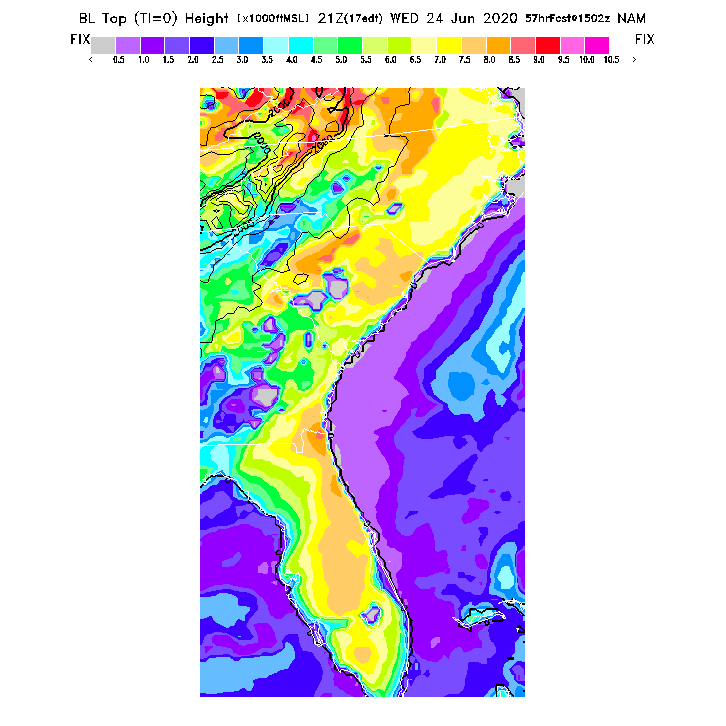 BL Top (TI=0) Height [x1000ftMSL] 21Z(17edt) WED 24 Jun 2020 57hrFcst@1502z NAM
FIX FIX
< 0.5 1.0 1.5 2.0 2.5 3.0 3.5 4.0 4.5 5.0 5.5 6.0 6.5 7.0 7.5 8.0 8.5 9.0 9.5 10.0 10.5 >
2000